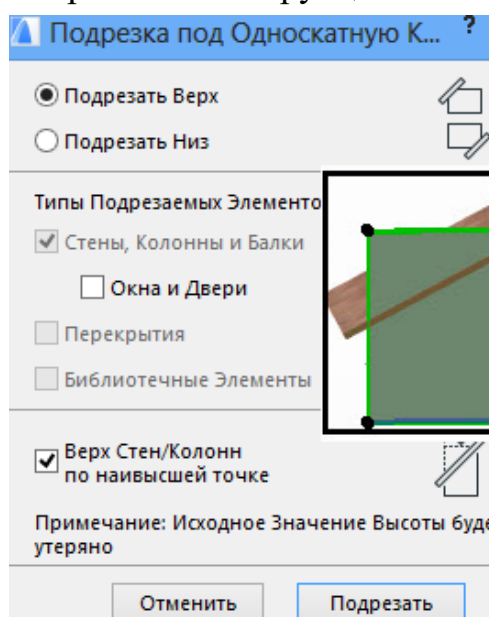 Подрезка под Односкатную К... ?
Подрезать Верх
Подрезать Низ
Типы Подрезаемых Элементо
Стены, Колонны и Балки
Окна и Двери
Перекрытия
Библиотечные Элементы
Верх Стен/Колонн
по наивысшей точке
Примечание: Исходное Значение Высоты буде
утеряно
Отменить Подрезать